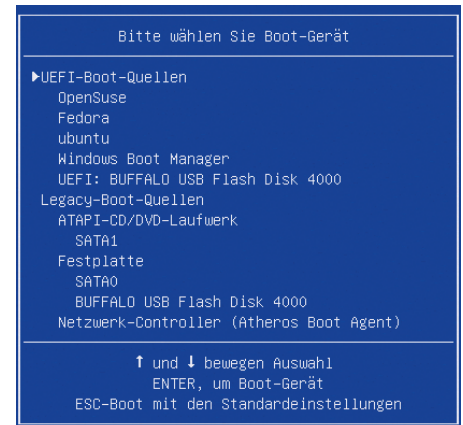 Bitte wählen Sie Boot-Gerät
UEFI-Boot-Quellen
OpenSuse
Fedora
ubuntu
Windows Boot Manager
UEFI: BUFFALO USB Flash Disk 4000
Legacy-Boot-Quellen
ATAPI-CD/DVD-Laufwerk
SATA1
Festplatte
SATA0
BUFFALO USB Flash Disk 4000
Netzwerk-Controller (Atheros Boot Agent)
↑ und ↓ bewegen Auswahl
ENTER, um Boot-Gerät
ESC-Boot mit den Standardeinstellungen